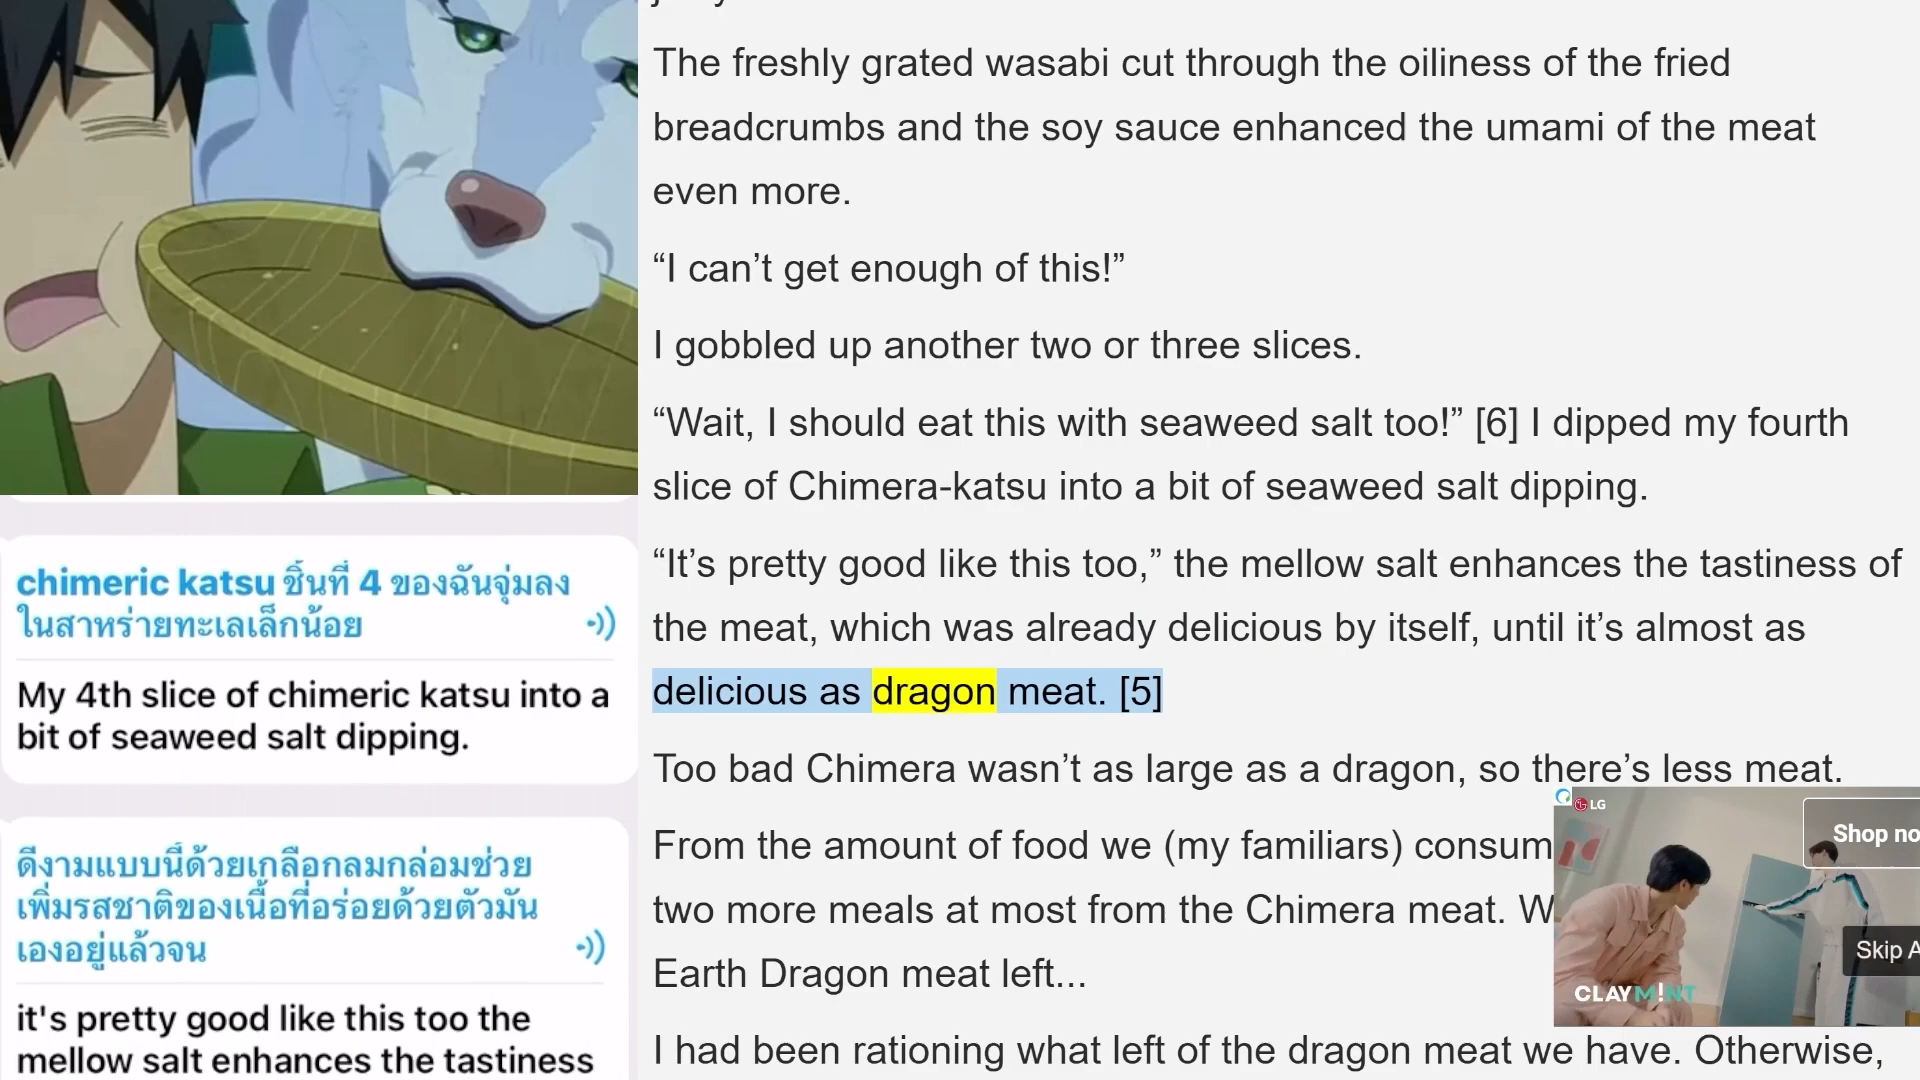 The freshly grated wasabi cut through the oiliness of the fried
breadcrumbs and the soy sauce enhanced the umami of the meat
even more.
“I can’t get enough of this!”
I gobbled up another two or three slices.
“Wait, I should eat this with seaweed salt too!” [6] I dipped my fourth
slice of Chimera-katsu into a bit of seaweed salt dipping.
“It’s pretty good like this too,” the mellow salt enhances the tastiness of
the meat, which was already delicious by itself, until it’s almost as
delicious as dragon meat. [5]
Too bad Chimera wasn’t as large as a dragon, so there’s less meat.
From the amount of food we (my familiars) consum
two more meals at most from the Chimera meat. W
Earth Dragon meat left...
I had been rationing what left of the dragon meat we have. Otherwise,
chimeric katsu ชิ้นที่ 4 ของฉันจุ่มลง
ในสาหร่ายทะเลเล็กน้อย
My 4th slice of chimeric katsu into a
bit of seaweed salt dipping.
ดีงามแบบนี้ด้วยเกลือกลมกล่อมช่วย
เพิ่มรสชาติของเนื้อที่อร่อยด้วยตัวมัน
เองอยู่แล้วจน
it's pretty good like this too the
mellow salt enhances the tastiness
LG
Shop no
Skip A
CLAYM!NT